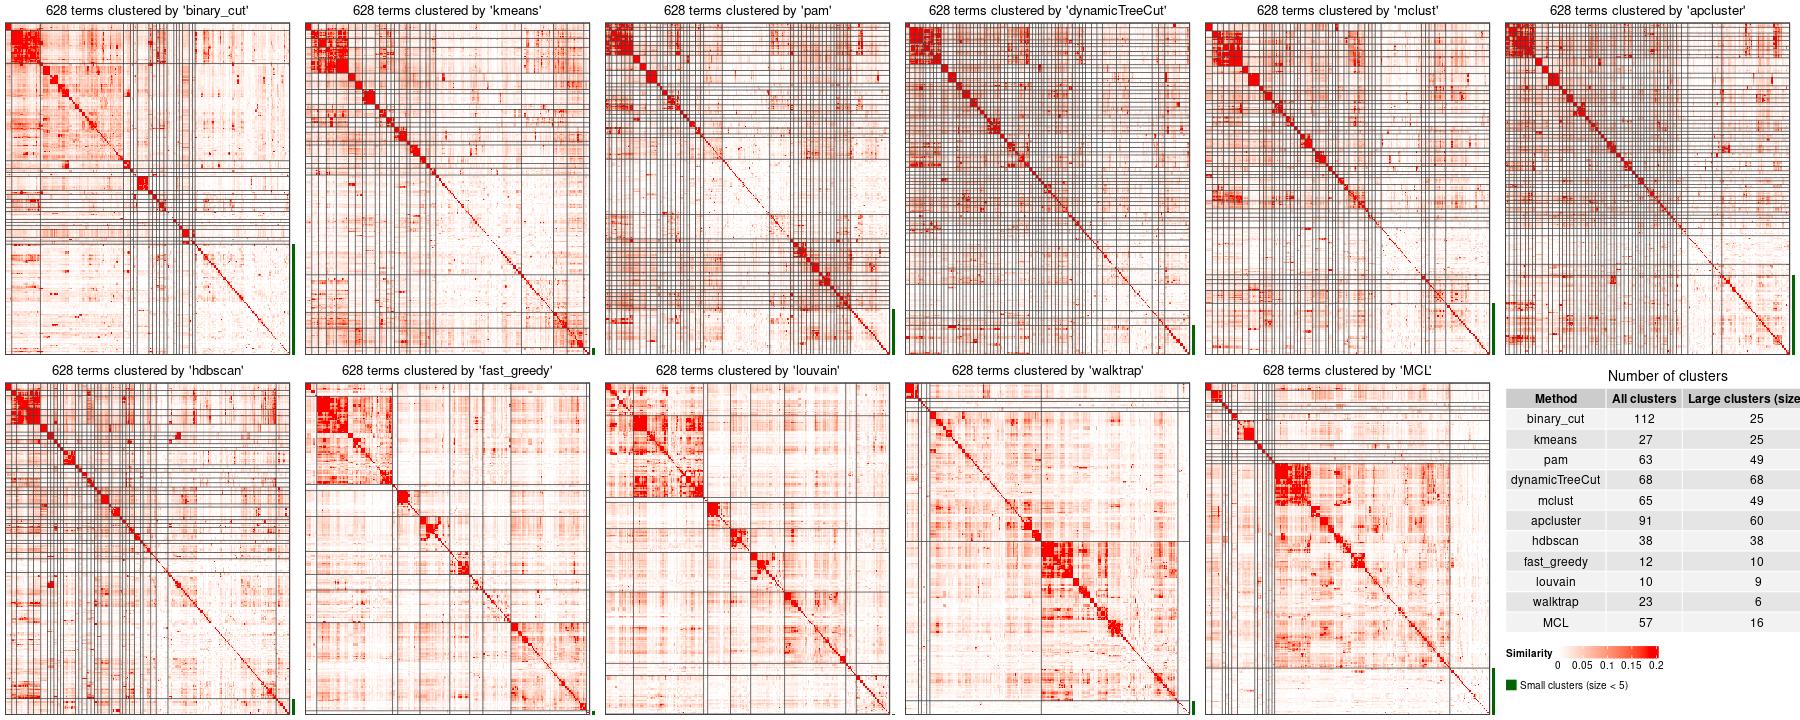 628 terms clustered by 'binary_cut'
628 terms clustered by 'kmeans'
628 terms clustered by 'pam'
628 terms clustered by 'dynamicTreeCut'
628 terms clustered by 'mclust'
628 terms clustered by 'apcluster'
628 terms clustered by 'hdbscan'
628 terms clustered by 'fast_greedy'
628 terms clustered by 'louvain'
628 terms clustered by 'walktrap'
628 terms clustered by 'MCL'
Number of clusters
Method All clusters Large clusters (size
binary_cut 112 25
kmeans 27 25
pam 63 49
dynamicTreeCut 68 68
mclust 65 49
apcluster 91 60
hdbscan 38 38
fast_greedy 12 10
louvain 10 9
walktrap 23 6
MCL 57 16
Similarity
0 0.05 0.1 0.15 0.2
Small clusters (size < 5)